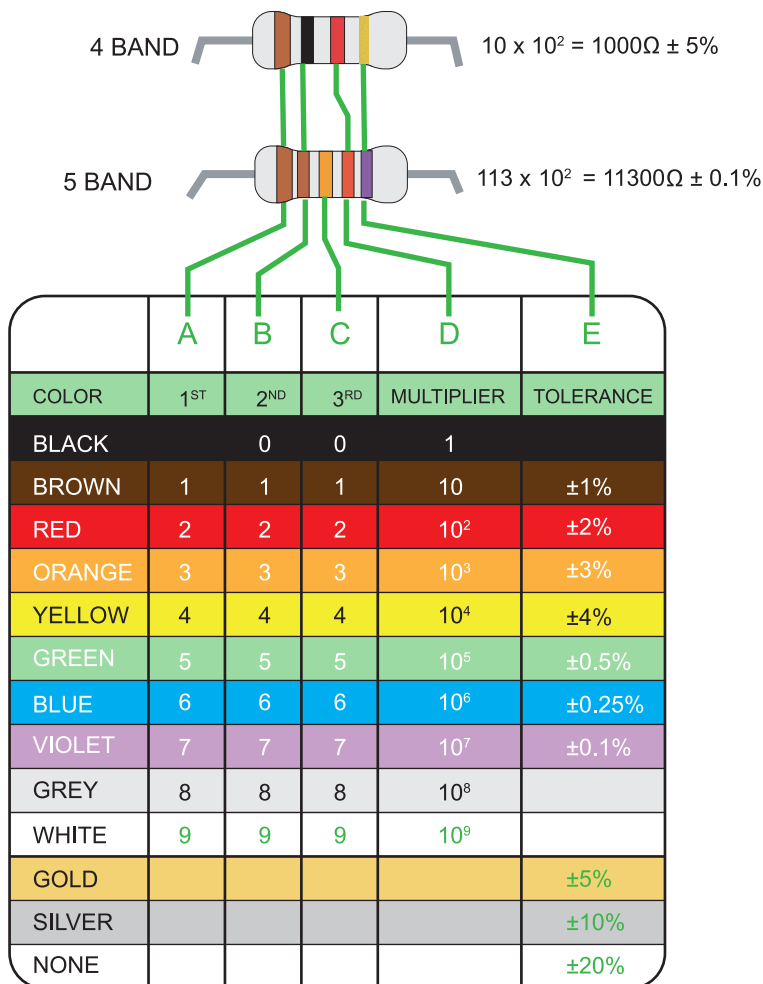 4 BAND
10 x 10² = 1000Ω ± 5%
5 BAND
113 x 10² = 11300Ω ± 0.1%
A B C D E
COLOR 1ST 2ND 3RD MULTIPLIER TOLERANCE
BLACK 0 0 1
BROWN 1 1 1 10 ±1%
RED 2 2 2 10² ±2%
ORANGE 3 3 3 10³ ±3%
YELLOW 4 4 4 10⁴ ±4%
GREEN 5 5 5 10⁵ ±0.5%
BLUE 6 6 6 10⁶ ±0.25%
VIOLET 7 7 7 10⁷ ±0.1%
GREY 8 8 8 10⁸
WHITE 9 9 9 10⁹
GOLD ±5%
SILVER ±10%
NONE ±20%